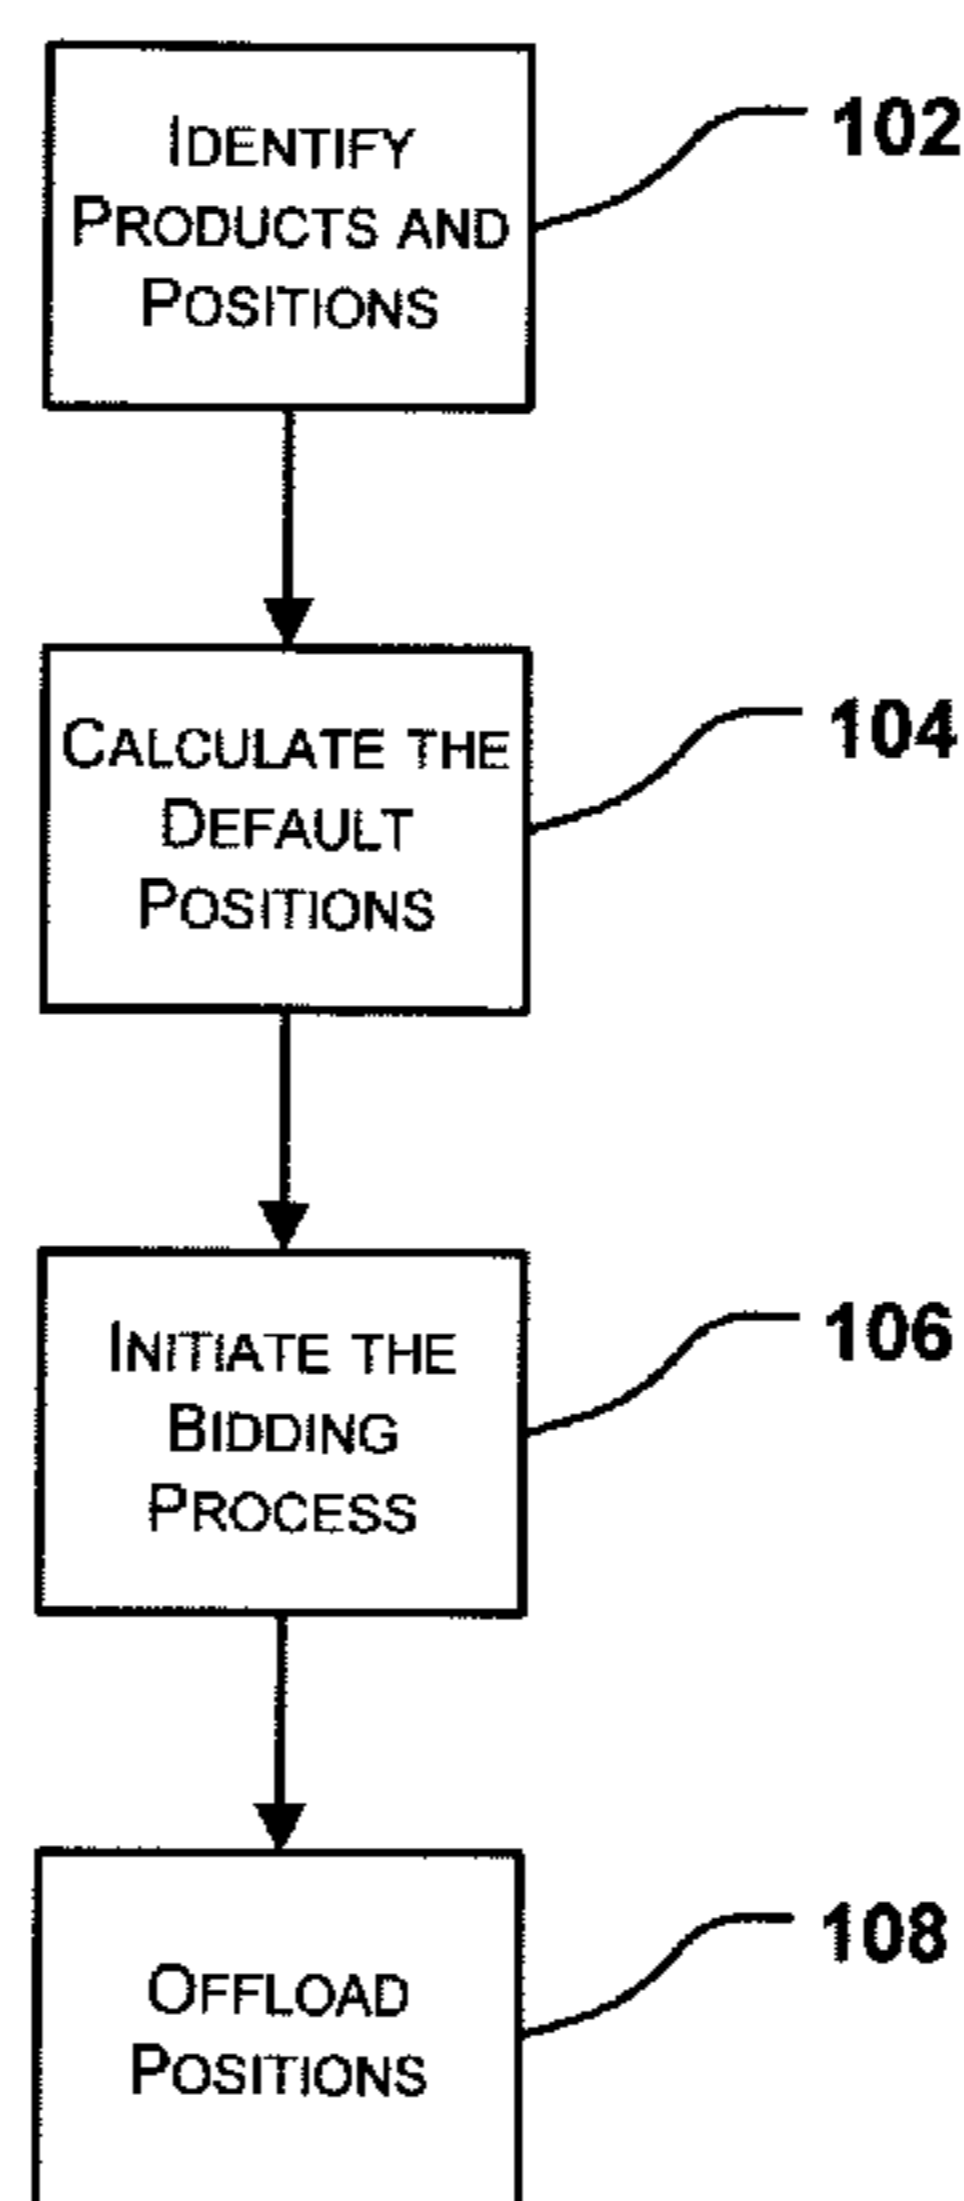 IDENTIFY
PRODUCTS AND
POSITIONS
102
CALCULATE THE
DEFAULT
POSITIONS
104
INITIATE THE
BIDDING
PROCESS
106
OFFLOAD
POSITIONS
108